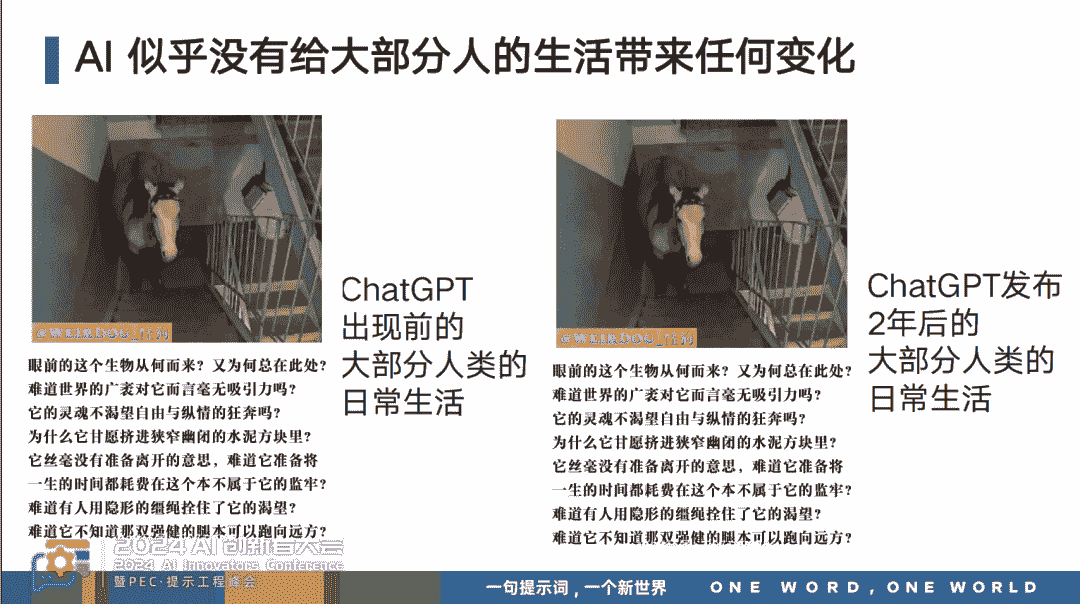 AI 似乎没有给大部分人的生活带来任何变化
眼前的这个生物从何而来？又为何总在此处？
难道世界的广袤对它而言毫无吸引力吗？
它的灵魂不渴望自由与纵情的狂奔吗？
为什么它甘愿挤进狭窄幽闭的水泥方块里？
它丝毫没有准备离开的意思，难道它准备将
一生的时间都耗费在这个本不属于它的监牢？
难道有人用隐形的缰绳拴住了它的渴望？
难道它不知道那双强健的腿本可以跑向远方？
ChatGPT
出现前的
大部分人类的
日常生活
眼前的这个生物从何而来？又为何总在此处？
难道世界的广袤对它而言毫无吸引力吗？
它的灵魂不渴望自由与纵情的狂奔吗？
为什么它甘愿挤进狭窄幽闭的水泥方块里？
它丝毫没有准备离开的意思，难道它准备将
一生的时间都耗费在这个本不属于它的监牢？
难道有人用隐形的缰绳拴住了它的渴望？
难道它不知道那双强健的腿本可以跑向远方？
ChatGPT发布
2年后的
大部分人类的
日常生活
2024 AI 创新者大会
2024 AI Innovators Conference
暨PEC·提示工程峰会
一句提示词，一个新世界
ONE WORD, ONE WORLD